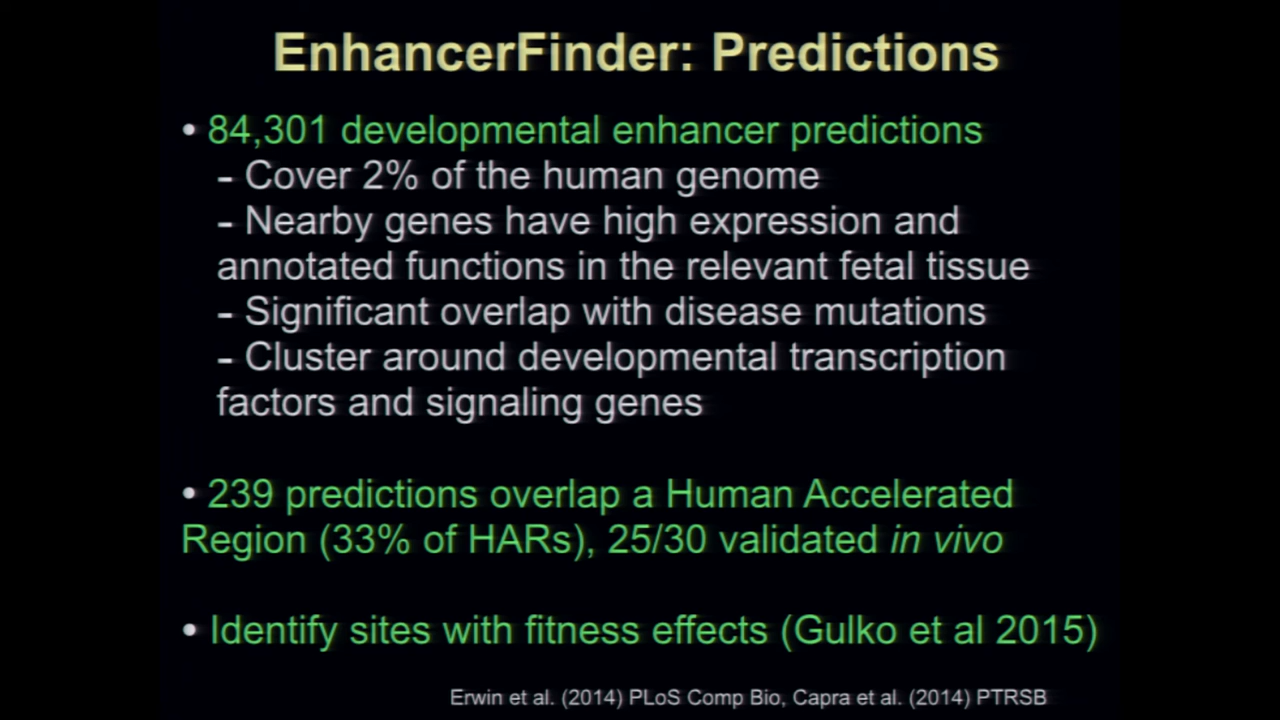 EnhancerFinder: Predictions
• 84,301 developmental enhancer predictions
- Cover 2% of the human genome
- Nearby genes have high expression and
annotated functions in the relevant fetal tissue
- Significant overlap with disease mutations
- Cluster around developmental transcription
factors and signaling genes
• 239 predictions overlap a Human Accelerated
Region (33% of HARs), 25/30 validated in vivo
• Identify sites with fitness effects (Gulko et al 2015)
Erwin et al. (2014) PLoS Comp Bio, Capra et al. (2014) PTRSB